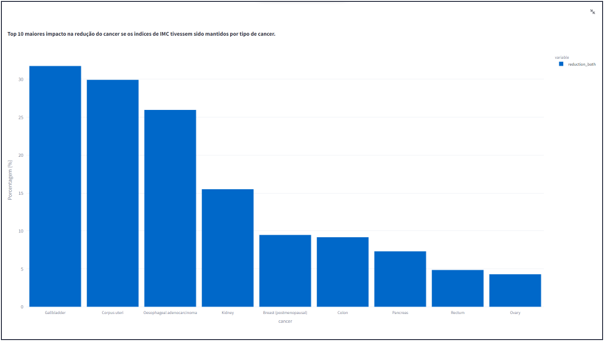 Top 10 maiores impacto na redução do cancer se os índices de IMC tivessem sido mantidos por tipo de cancer.
variable
reduction_both
Porcentagem (%)
30
25
20
15
10
5
0
Gallbladder
Corpus uteri
Oesophageal adenocarcinoma
Kidney
Breast (postmenopausal)
Colon
Pancreas
Rectum
Ovary
cancer